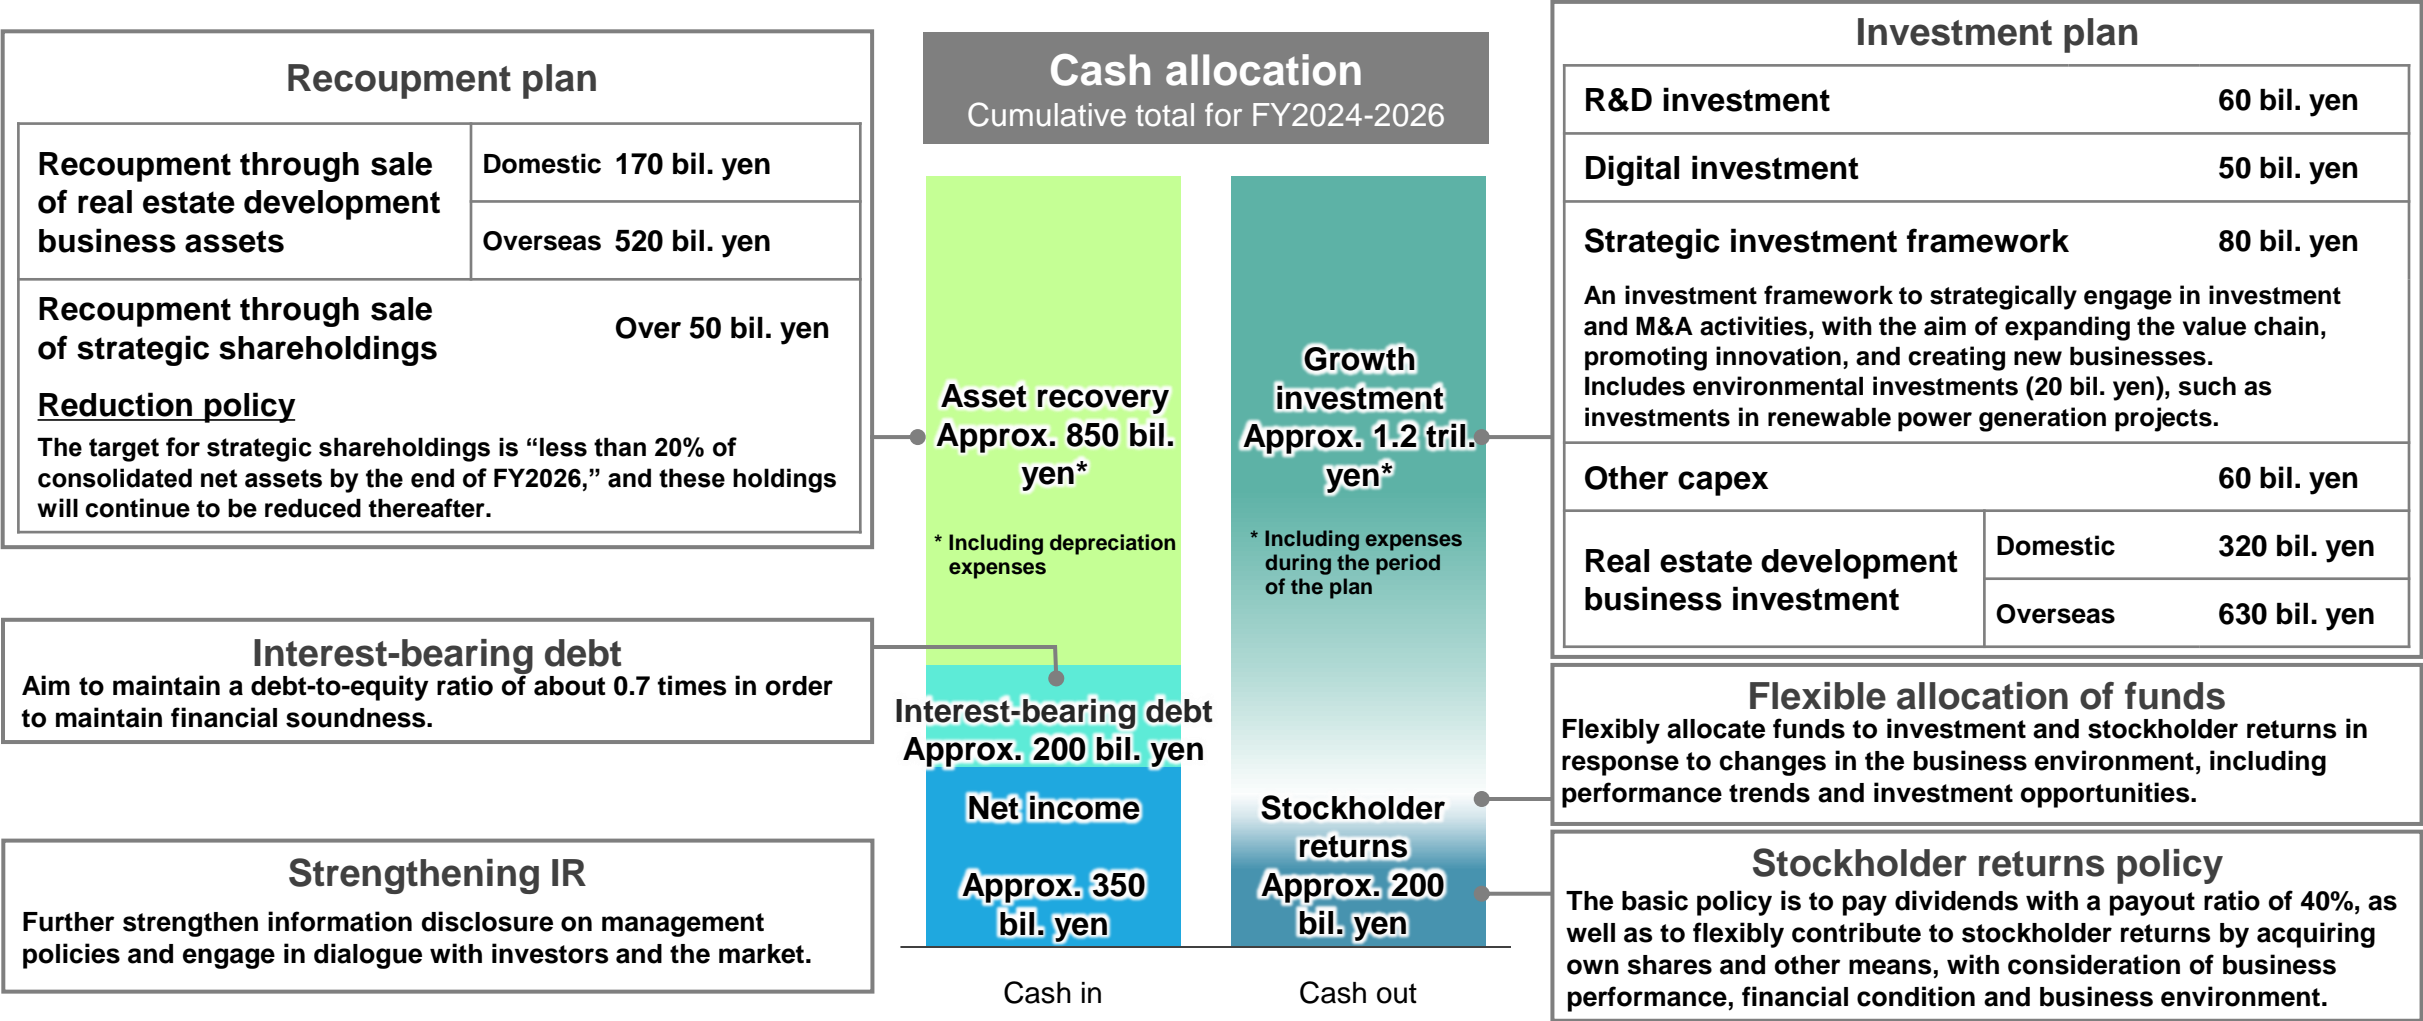 Recoupment plan
Recoupment through sale
of real estate development
business assets
Domestic 170 bil. yen
Overseas 520 bil. yen
Recoupment through sale
of strategic shareholdings
Over 50 bil. yen
Reduction policy
The target for strategic shareholdings is “less than 20% of
consolidated net assets by the end of FY2026,” and these holdings
will continue to be reduced thereafter.
Interest-bearing debt
Aim to maintain a debt-to-equity ratio of about 0.7 times in order
to maintain financial soundness.
Strengthening IR
Further strengthen information disclosure on management
policies and engage in dialogue with investors and the market.
Cash allocation
Cumulative total for FY2024-2026
Asset recovery
Approx. 850 bil.
yen*
* Including depreciation
expenses
Interest-bearing debt
Approx. 200 bil. yen
Net income
Approx. 350
bil. yen
Cash in
Growth
investment
Approx. 1.2 tril.
yen*
* Including expenses
during the period
of the plan
Stockholder
returns
Approx. 200
bil. yen
Cash out
Investment plan
R&D investment 60 bil. yen
Digital investment 50 bil. yen
Strategic investment framework 80 bil. yen
An investment framework to strategically engage in investment
and M&A activities, with the aim of expanding the value chain,
promoting innovation, and creating new businesses.
Includes environmental investments (20 bil. yen), such as
investments in renewable power generation projects.
Other capex 60 bil. yen
Real estate development
business investment
Domestic 320 bil. yen
Overseas 630 bil. yen
Flexible allocation of funds
Flexibly allocate funds to investment and stockholder returns in
response to changes in the business environment, including
performance trends and investment opportunities.
Stockholder returns policy
The basic policy is to pay dividends with a payout ratio of 40%, as
well as to flexibly contribute to stockholder returns by acquiring
own shares and other means, with consideration of business
performance, financial condition and business environment.